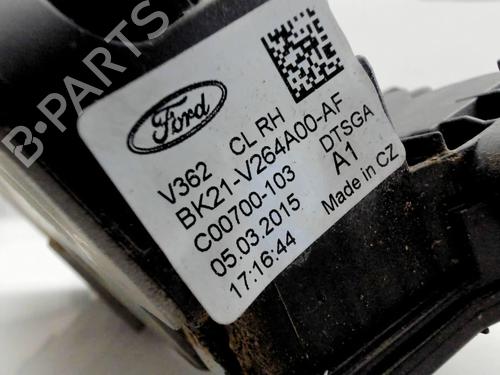 B-PARTS
Ford
V362 CL RH
BK21-V264A00-AF
C00700-103 DTSGA
05.03.2015 A1
17:16:44 Made in CZ